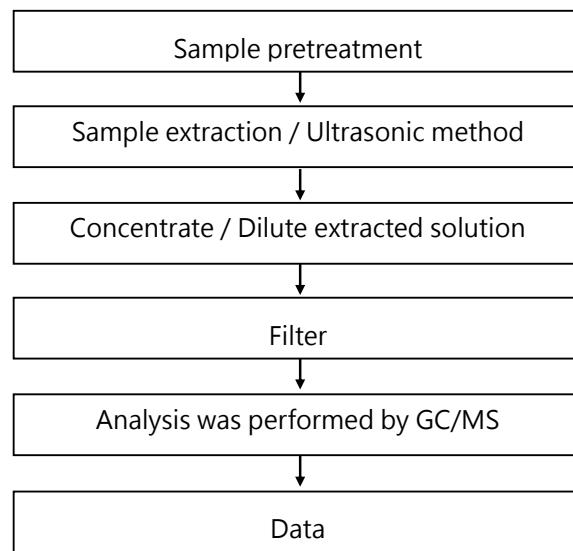 Sample pretreatment
Sample extraction / Ultrasonic method
Concentrate / Dilute extracted solution
Filter
Analysis was performed by GC/MS
Data